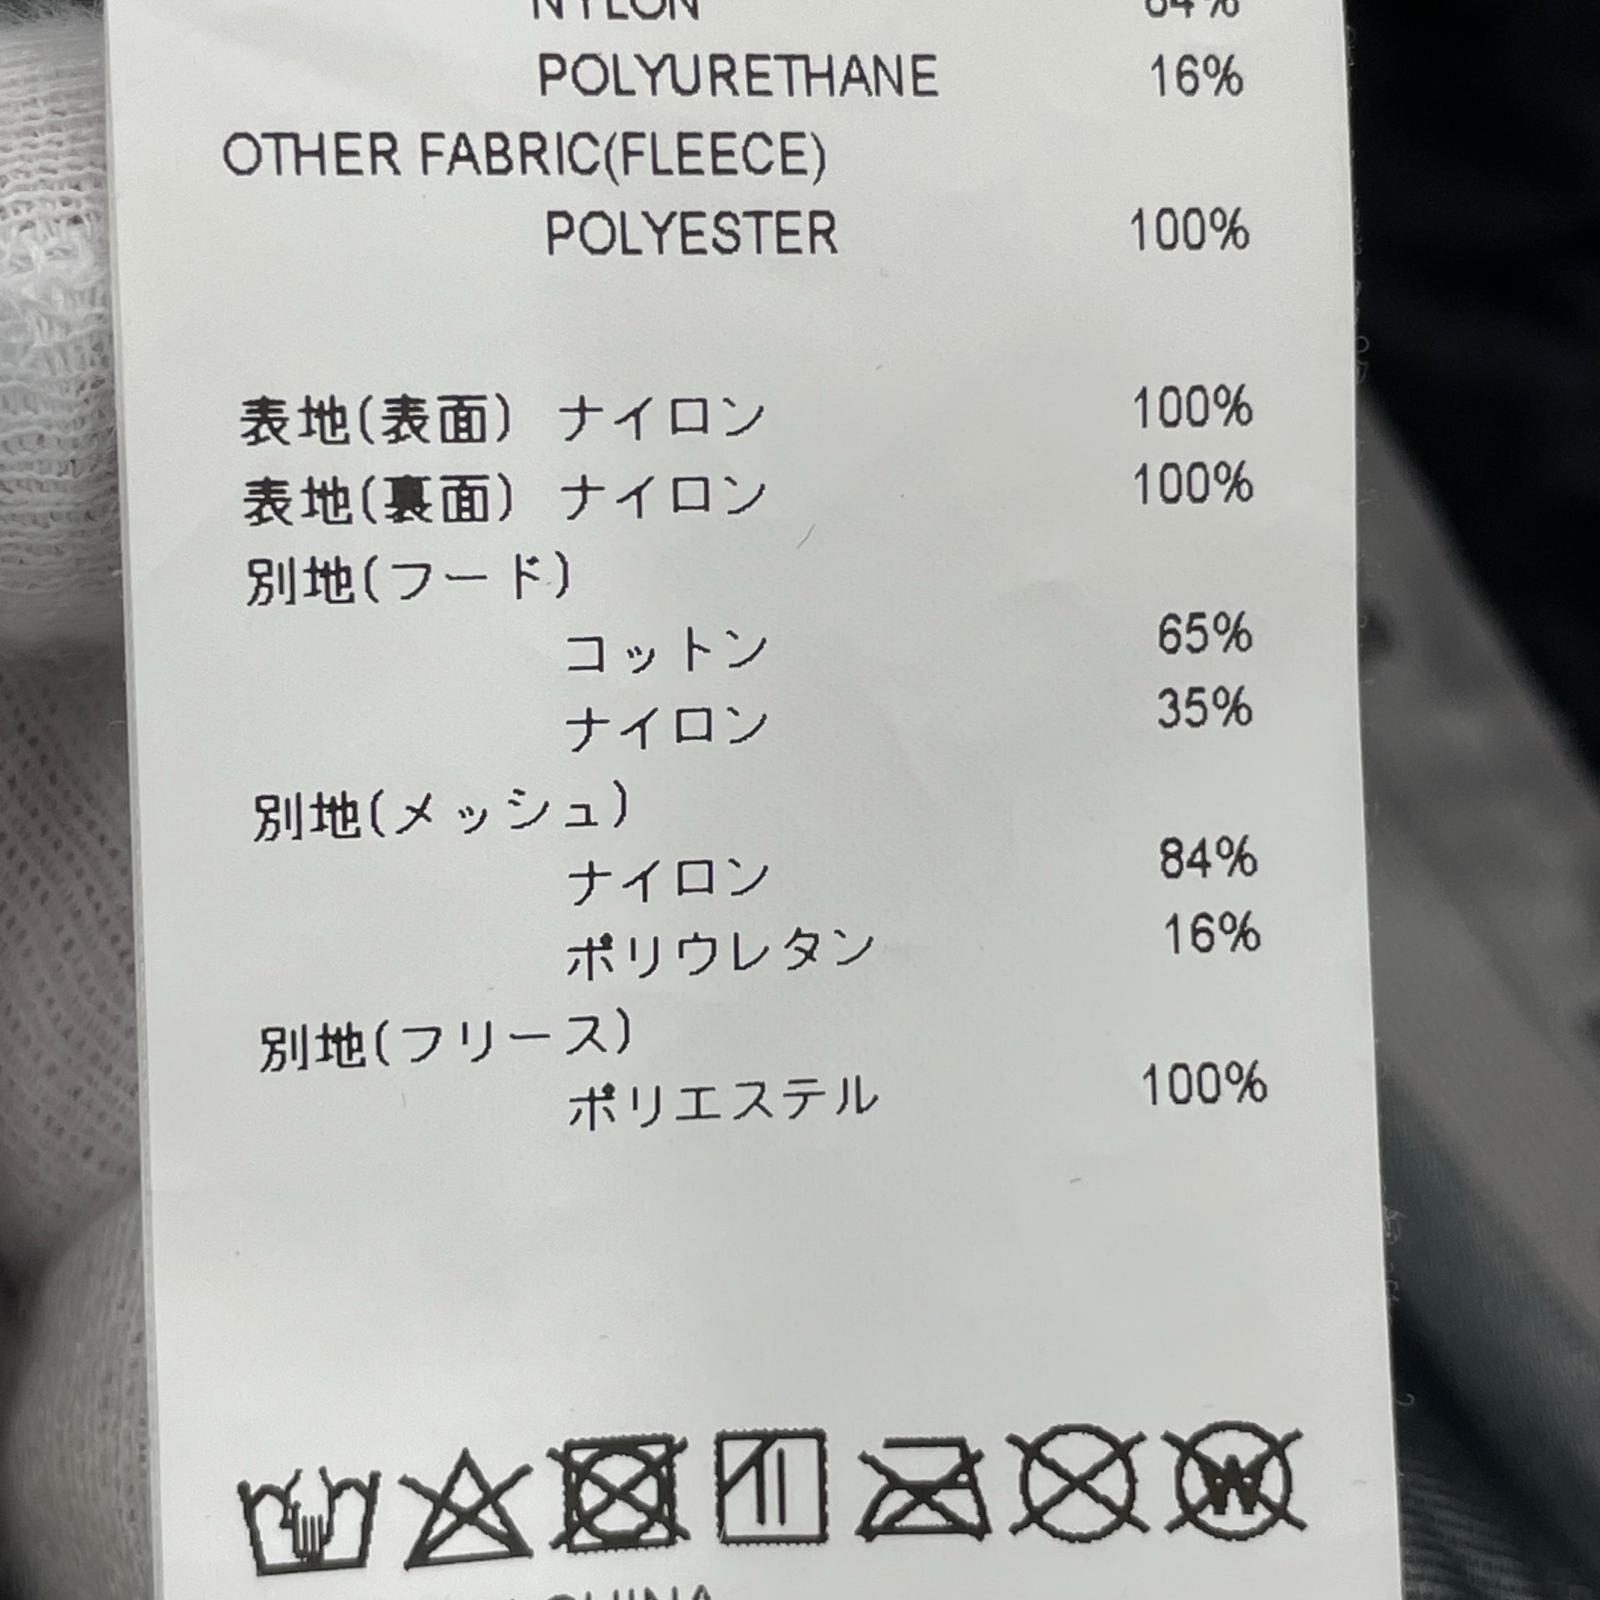 NYLON 84%
POLYURETHANE 16%
OTHER FABRIC(FLEECE)
POLYESTER 100%
表地(表面) ナイロン 100%
表地(裏面) ナイロン 100%
別地(フード)
コットン 65%
ナイロン 35%
別地(メッシュ)
ナイロン 84%
ポリウレタン 16%
別地(フリース)
ポリエステル 100%
W
CHINA